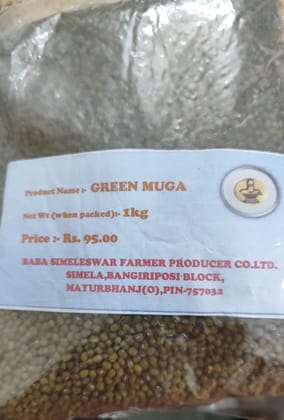 Product Name :- GREEN MUGA
Net Wt (when packed):- 1kg
Price :- Rs. 95.00
BABA SIMELESWAR FARMER PRODUCER CO.LTD.
SIMELA,BANGIRIPOSI-BLOCK,
MAYURBHANJ(O),PIN-757032